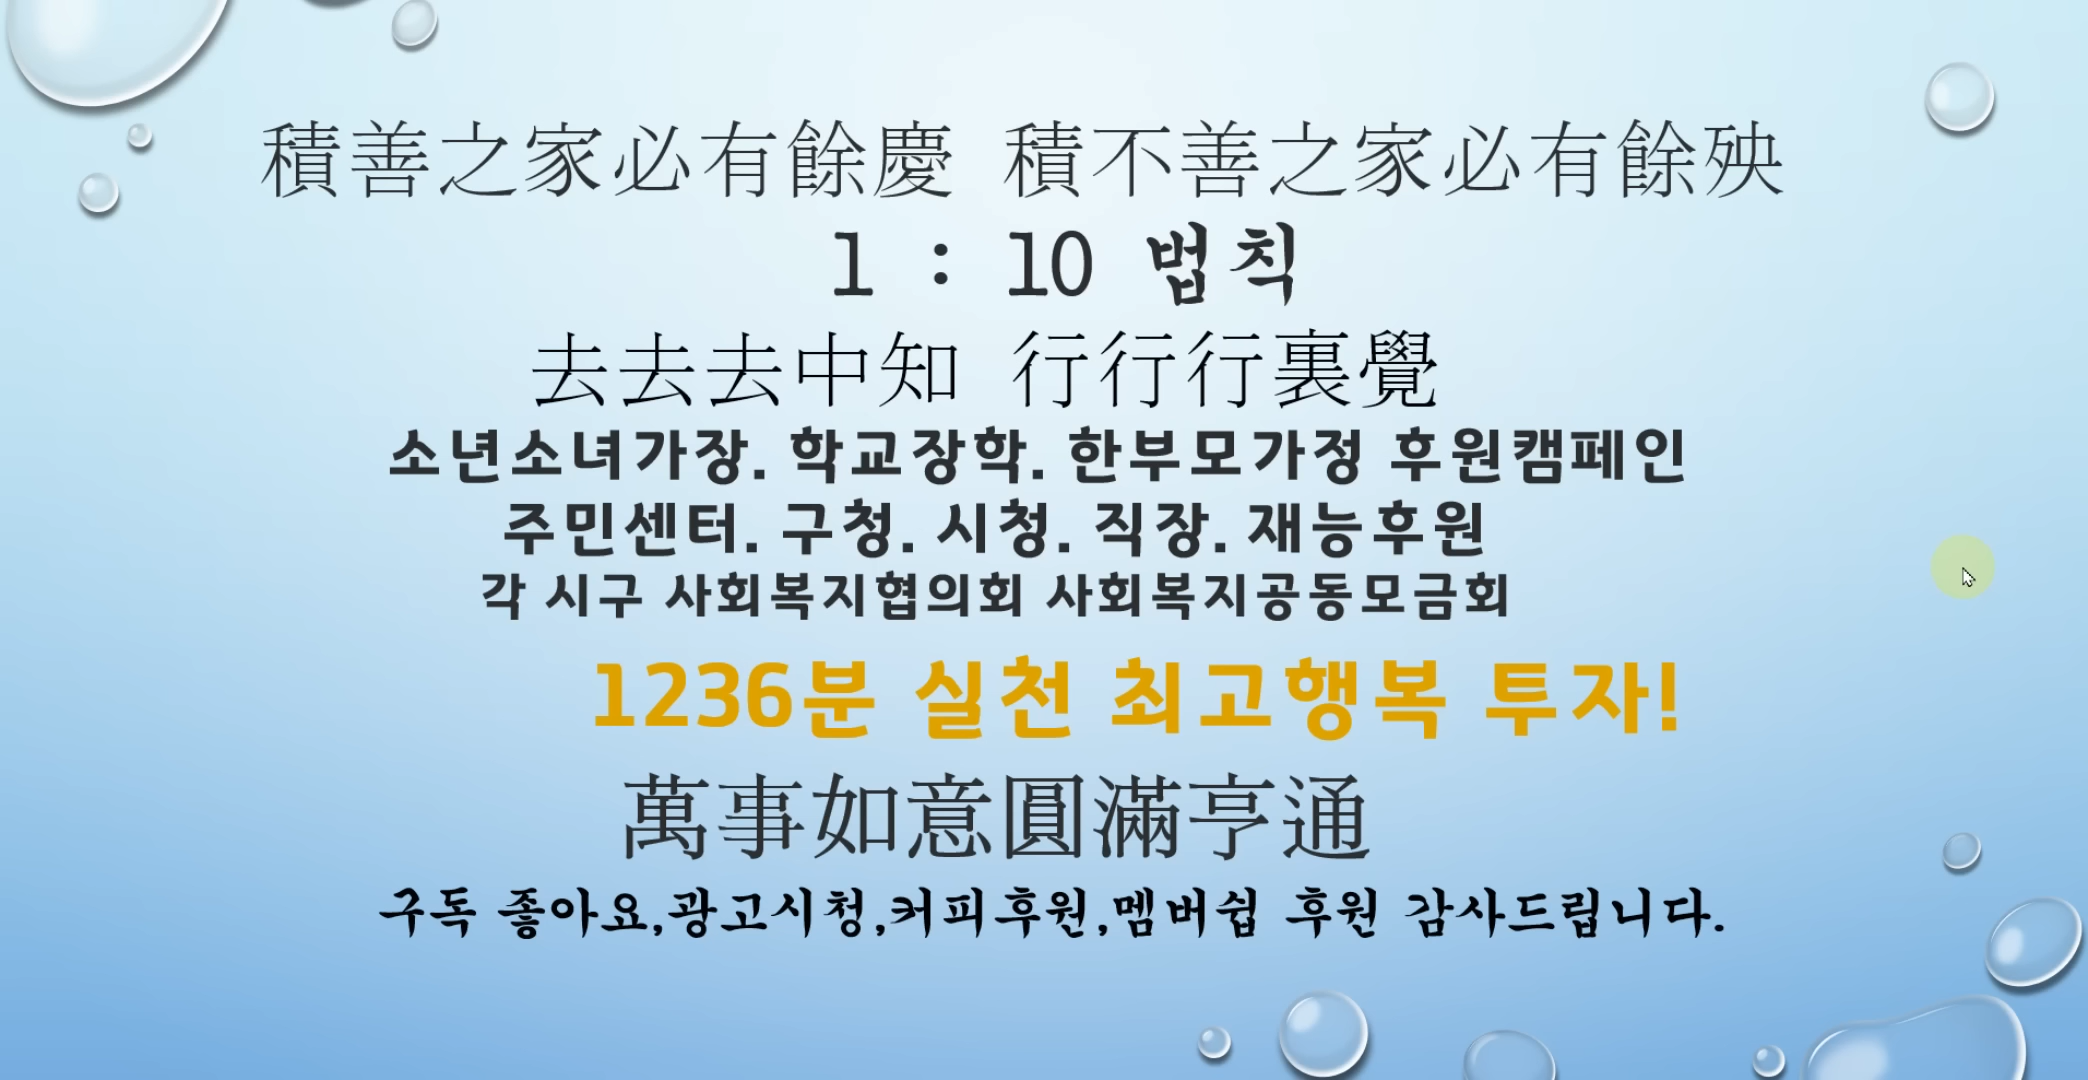 積善之家必有餘慶 積不善之家必有餘殃
1 : 10 법칙
去去去中知 行行行裏覺
소년소녀가장. 학교장학. 한부모가정 후원캠페인
주민센터. 구청. 시청. 직장. 재능후원
각 시구 사회복지협의회 사회복지공동모금회
1236분 실천 최고행복 투자!
萬事如意圓滿亨通
구독 좋아요,광고시청,커피후원,멤버쉽 후원 감사드립니다.